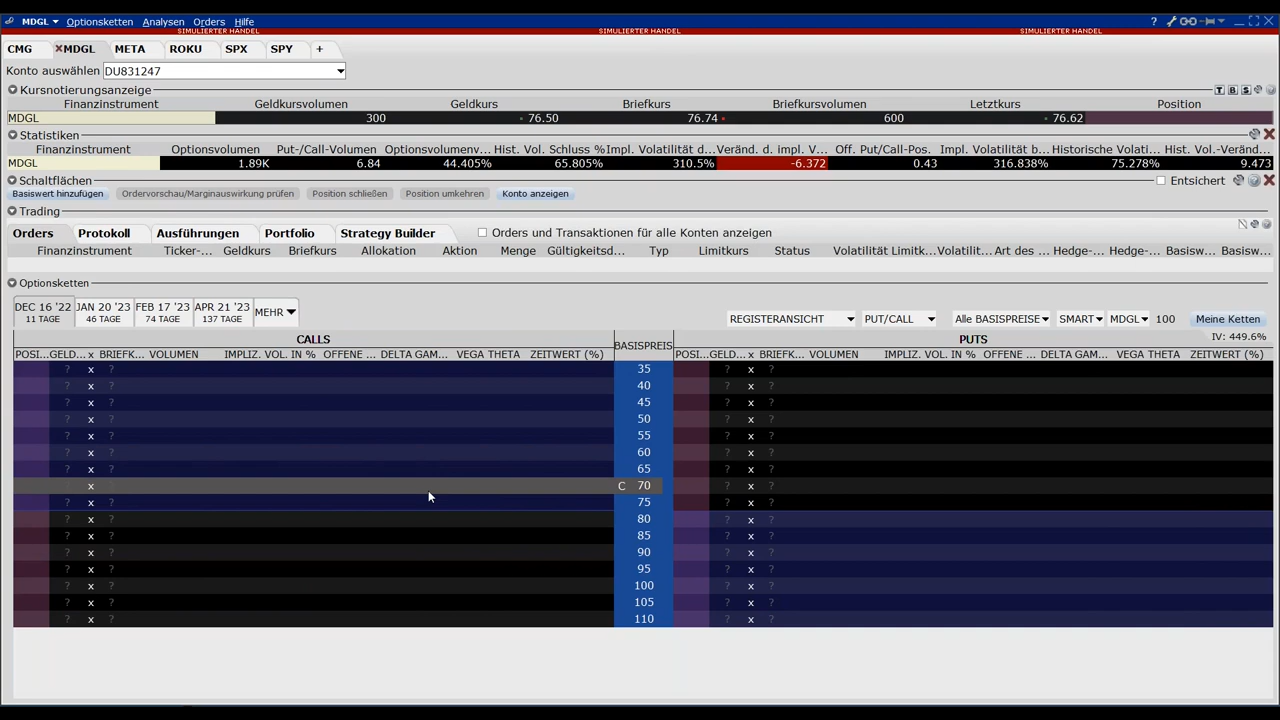 MDGL Optionsketten Analysen Orders Hilfe ?
SIMULIERTER HANDEL SIMULIERTER HANDEL SIMULIERTER HANDEL
CMG MDGL META ROKU SPX SPY +
Konto auswählen DU831247
Kursnotierungsanzeige T B S
Finanzinstrument Geldkursvolumen Geldkurs Briefkurs Briefkursvolumen Letztkurs Position
MDGL 300 76.50 76.74 600 76.62
Statistiken
Finanzinstrument Optionsvolumen Put-/Call-Volumen Optionsvolumenv... Hist. Vol. Schluss % Impl. Volatilität d... Veränd. d. impl. V... Off. Put/Call-Pos. Impl. Volatilität b... Historische Volati... Hist. Vol.-Veränd...
MDGL 1.89K 6.84 44.405% 65.805% 310.5% -6.372 0.43 316.838% 75.278% 9.473
Schaltflächen Entsichert
Basiswert hinzufügen Ordervorschau/Marginauswirkung prüfen Position schließen Position umkehren Konto anzeigen
Trading
Orders Protokoll Ausführungen Portfolio Strategy Builder Orders und Transaktionen für alle Konten anzeigen
Finanzinstrument Ticker-... Geldkurs Briefkurs Allokation Aktion Menge Gültigkeitsd... Typ Limitkurs Status Volatilität Limitk... Volatilit... Art des ... Hedge-... Hedge-... Basisw... Basisw...
Optionsketten
DEC 16 '22 JAN 20 '23 FEB 17 '23 APR 21 '23 MEHR
11 TAGE 46 TAGE 74 TAGE 137 TAGE
REGISTERANSICHT PUT/CALL Alle BASISPREISE SMART MDGL 100 Meine Ketten
CALLS BASISPREIS PUTS IV: 449.6%
POSI... GELD... x BRIEFK... VOLUMEN IMPLIZ. VOL. IN % OFFENE ... DELTA GAM... VEGA THETA ZEITWERT (%) POSI... GELD... x BRIEFK... VOLUMEN IMPLIZ. VOL. IN % OFFENE ... DELTA GAM... VEGA THETA ZEITWERT (%)
? x ? 35 ? x ?
? x ? 40 ? x ?
? x ? 45 ? x ?
? x ? 50 ? x ?
? x ? 55 ? x ?
? x ? 60 ? x ?
? x ? 65 ? x ?
x C 70 ? x ?
? x ? 75 ? x ?
? x ? 80 ? x ?
? x ? 85 ? x ?
? x ? 90 ? x ?
? x ? 95 ? x ?
? x ? 100 ? x ?
? x ? 105 ? x ?
? x ? 110 ? x ?